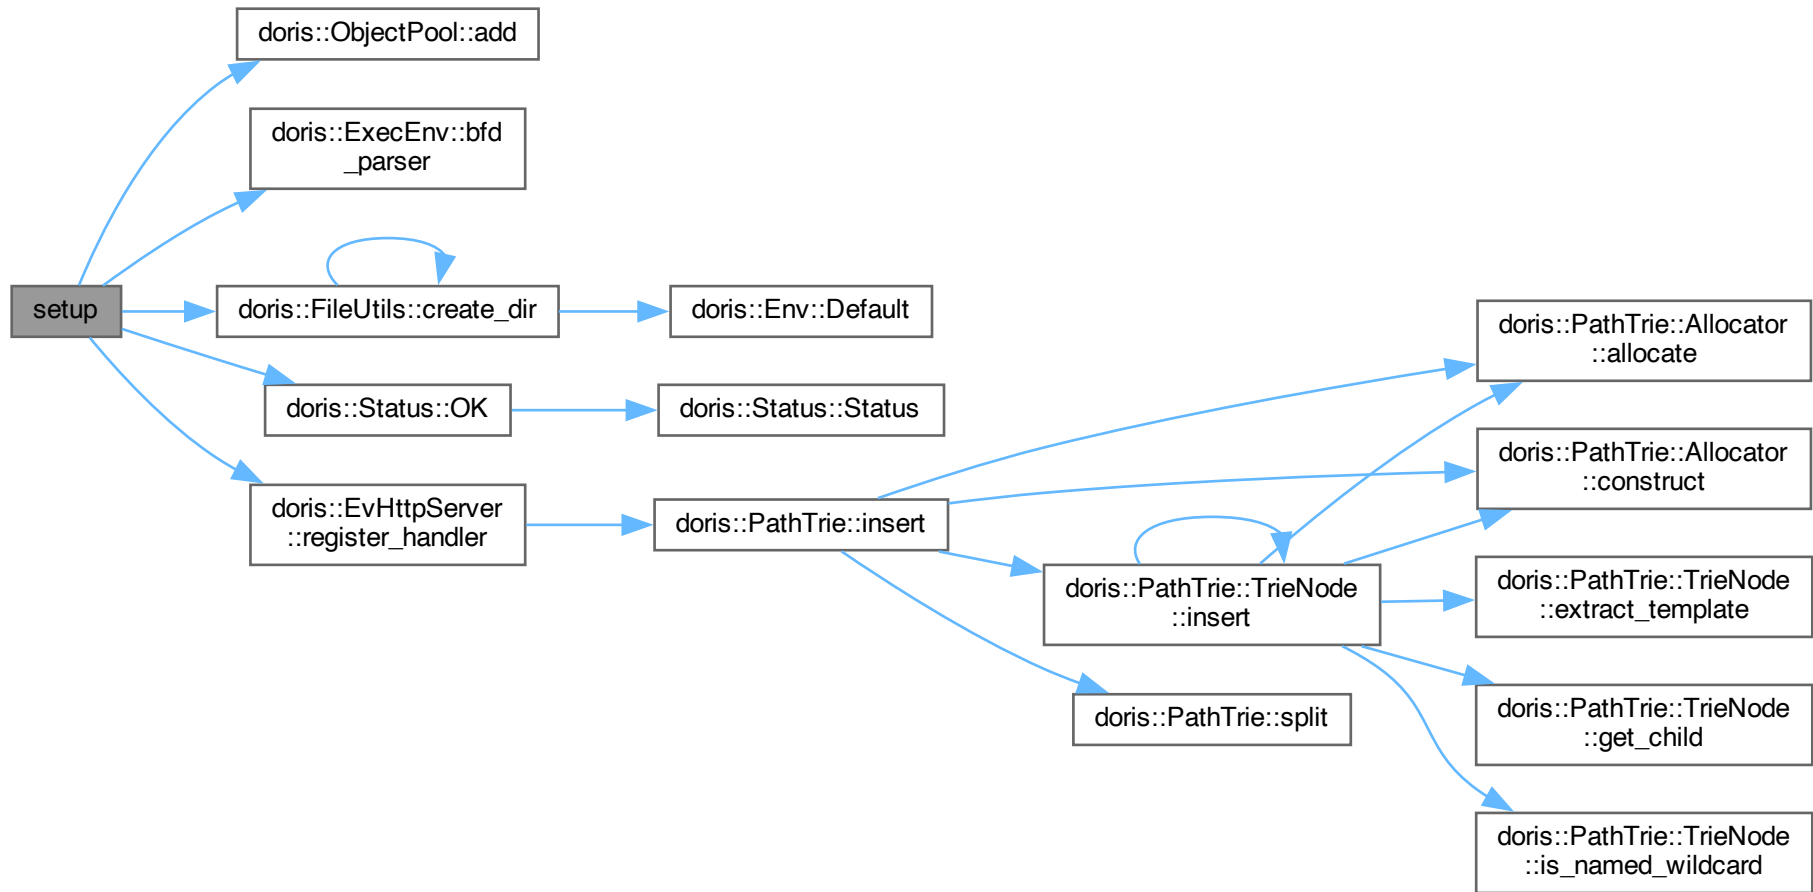 doris::ObjectPool::add
doris::ExecEnv::bfd
_parser
setup
doris::FileUtils::create_dir
doris::Env::Default
doris::Status::OK
doris::Status::Status
doris::EvHttpServer
::register_handler
doris::PathTrie::insert
doris::PathTrie::TrieNode
::insert
doris::PathTrie::split
doris::PathTrie::Allocator
::allocate
doris::PathTrie::Allocator
::construct
doris::PathTrie::TrieNode
::extract_template
doris::PathTrie::TrieNode
::get_child
doris::PathTrie::TrieNode
::is_named_wildcard